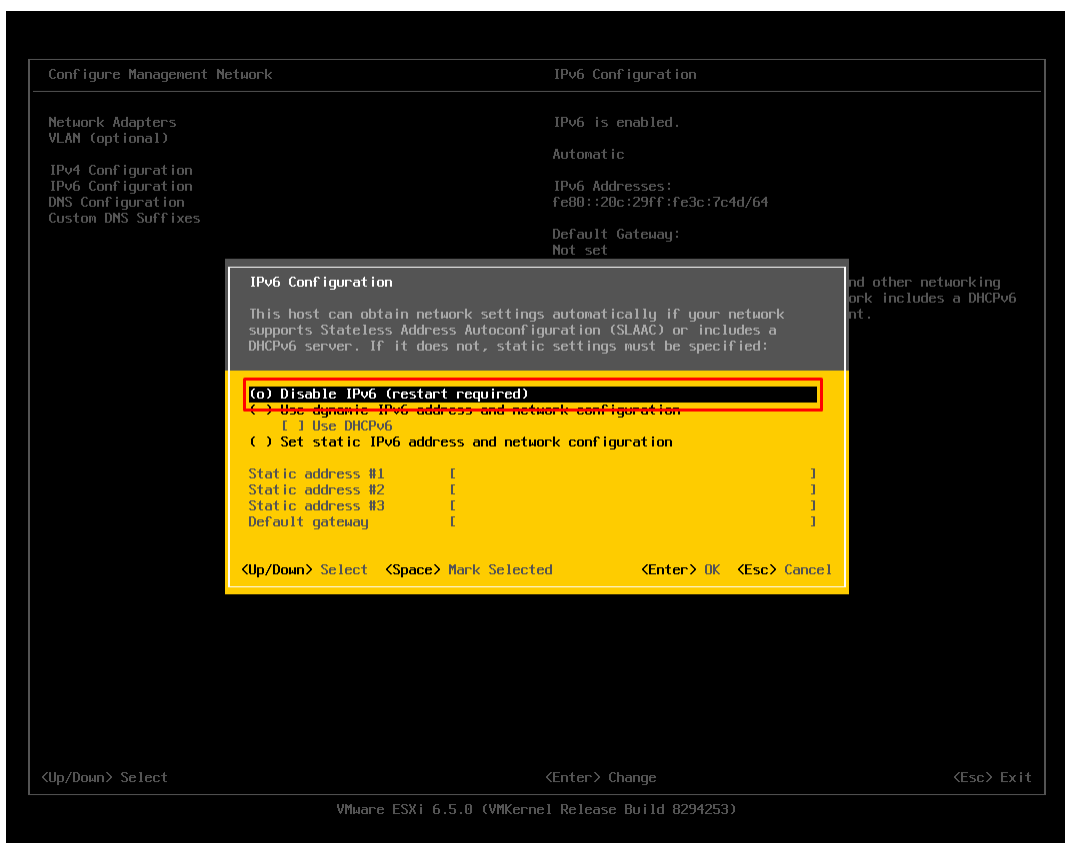 Configure Management Network
IPv6 Configuration
Network Adapters
VLAN (optional)
IPv4 Configuration
IPv6 Configuration
DNS Configuration
Custom DNS Suffixes
IPv6 is enabled.
Automatic
IPv6 Addresses:
fe80::20c:29ff:fe3c:7c4d/64
Default Gateway:
Not set
nd other networking
ork includes a DHCPv6
nt.
IPv6 Configuration
This host can obtain network settings automatically if your network
supports Stateless Address Autoconfiguration (SLAAC) or includes a
DHCPv6 server. If it does not, static settings must be specified:
(o) Disable IPv6 (restart required)
( ) Use dynamic IPv6 address and network configuration
[ ] Use DHCPv6
( ) Set static IPv6 address and network configuration
Static address #1 [ ]
Static address #2 [ ]
Static address #3 [ ]
Default gateway [ ]
<Up/Down> Select <Space> Mark Selected <Enter> OK <Esc> Cancel
<Up/Down> Select <Enter> Change <Esc> Exit
VMware ESXi 6.5.0 (VMKernel Release Build 8294253)